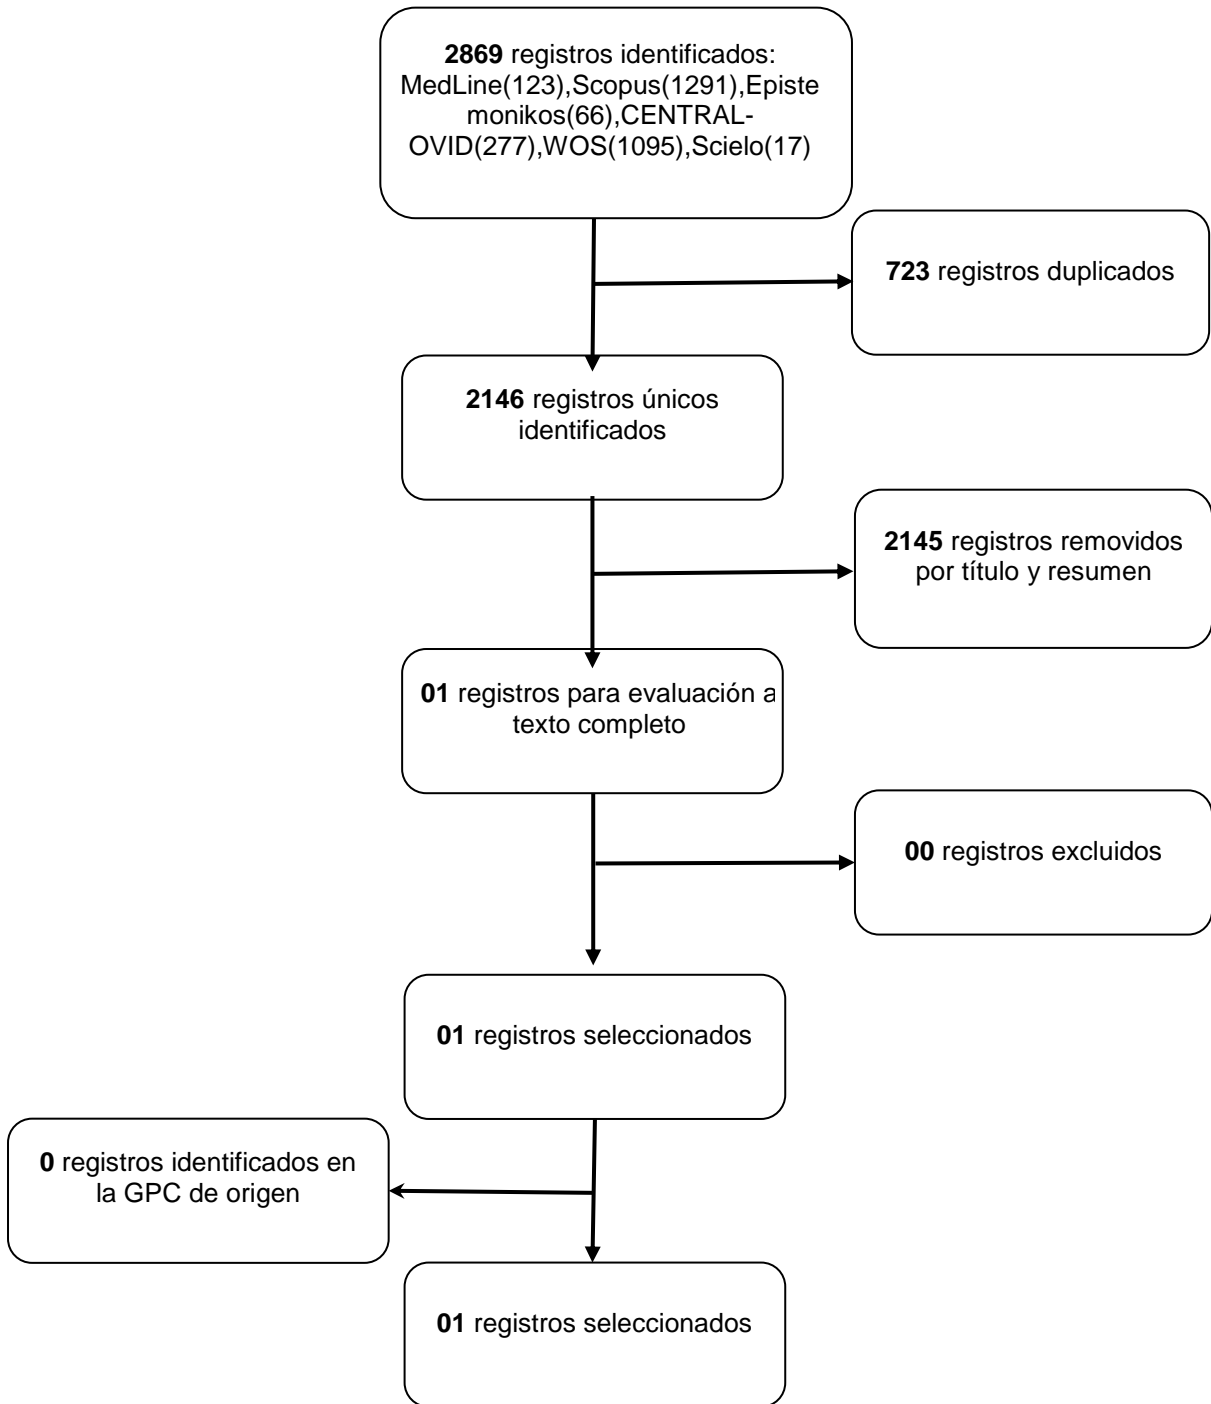 2869 registros identificados:
MedLine(123),Scopus(1291),Episte
monikos(66),CENTRAL-
OVID(277),WOS(1095),Scielo(17)
723 registros duplicados
2146 registros únicos
identificados
2145 registros removidos
por título y resumen
01 registros para evaluación a
texto completo
00 registros excluidos
01 registros seleccionados
0 registros identificados en
la GPC de origen
01 registros seleccionados